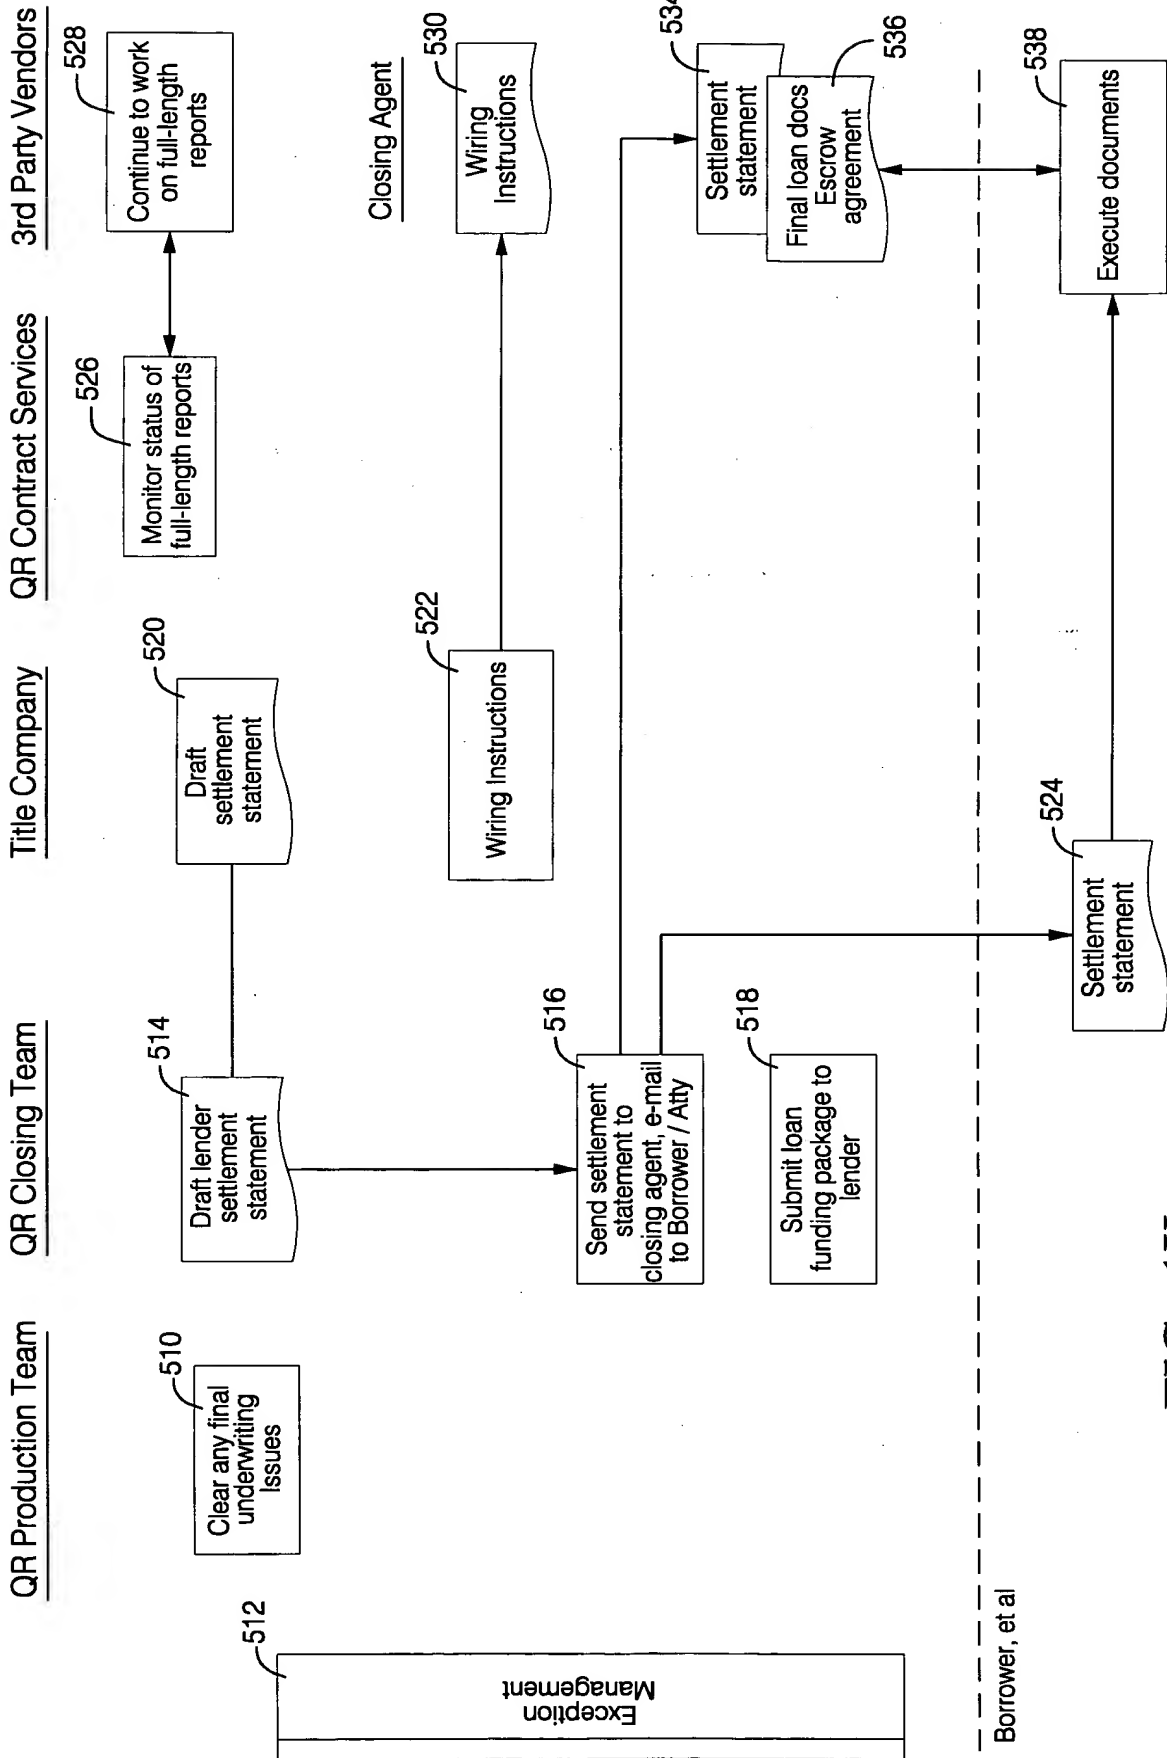 QR Production Team
QR Closing Team
Title Company
QR Contract Services
3rd Party Vendors
510
Clear any final
underwriting
Issues
512
Exception
Management
514
Draft lender
settlement
statement
516
Send settlement
statement to
closing agent, e-mail
to Borrower / Atty
518
Submit loan
funding package to
lender
520
Draft
settlement
statement
522
Wiring Instructions
526
Monitor status of
full-length reports
528
Continue to work
on full-length
reports
Closing Agent
530
Wiring
Instructions
534
Settlement
statement
536
Final loan docs
Escrow
agreement
Borrower, et al
524
Settlement
statement
538
Execute documents